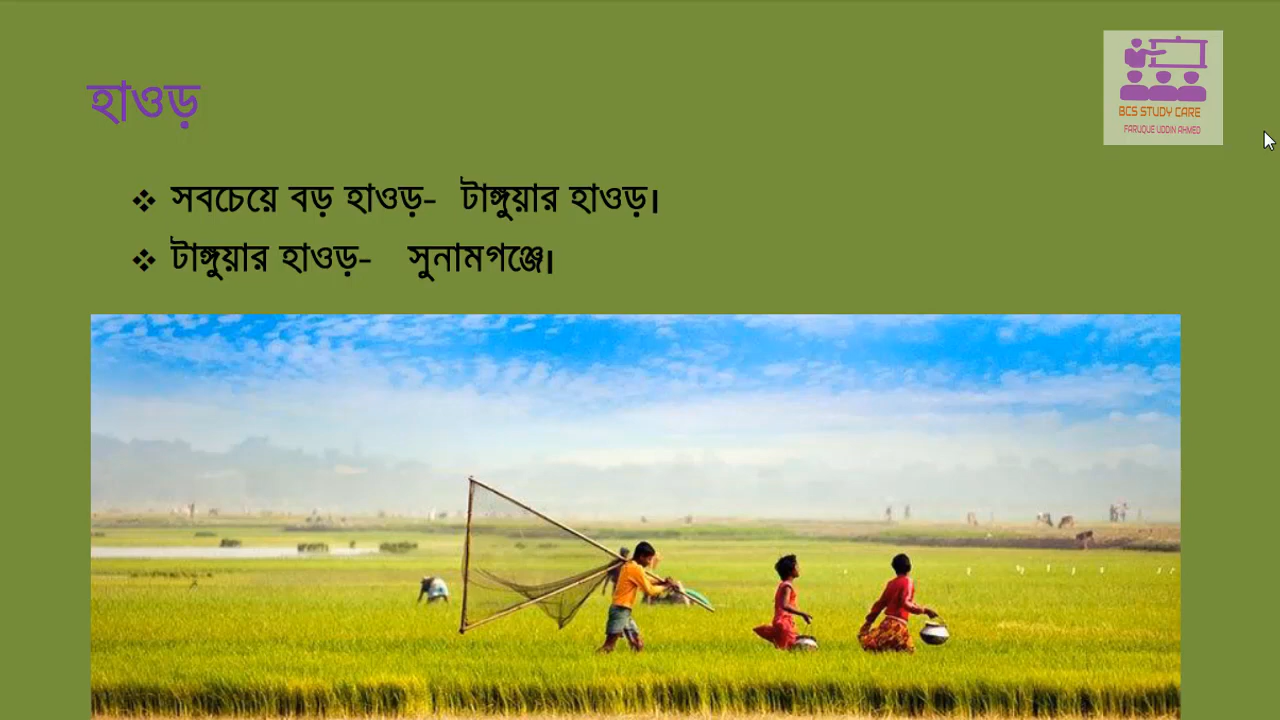 হাওড়
BCS STUDY CARE
FARUQUE UDDIN AHMED
❖ সবচেয়ে বড় হাওড়- টাঙ্গুয়ার হাওড়।
❖ টাঙ্গুয়ার হাওড়- সুনামগঞ্জে।